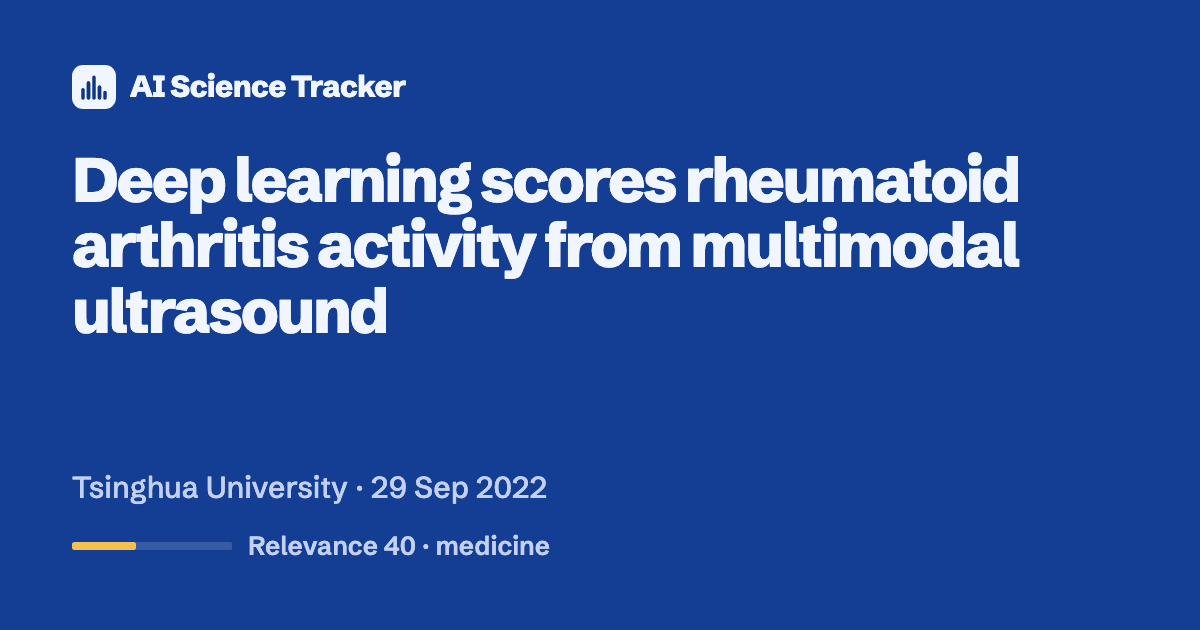 AI Science Tracker
Deep learning scores rheumatoid
arthritis activity from multimodal
ultrasound
Tsinghua University · 29 Sep 2022
Relevance 40 · medicine